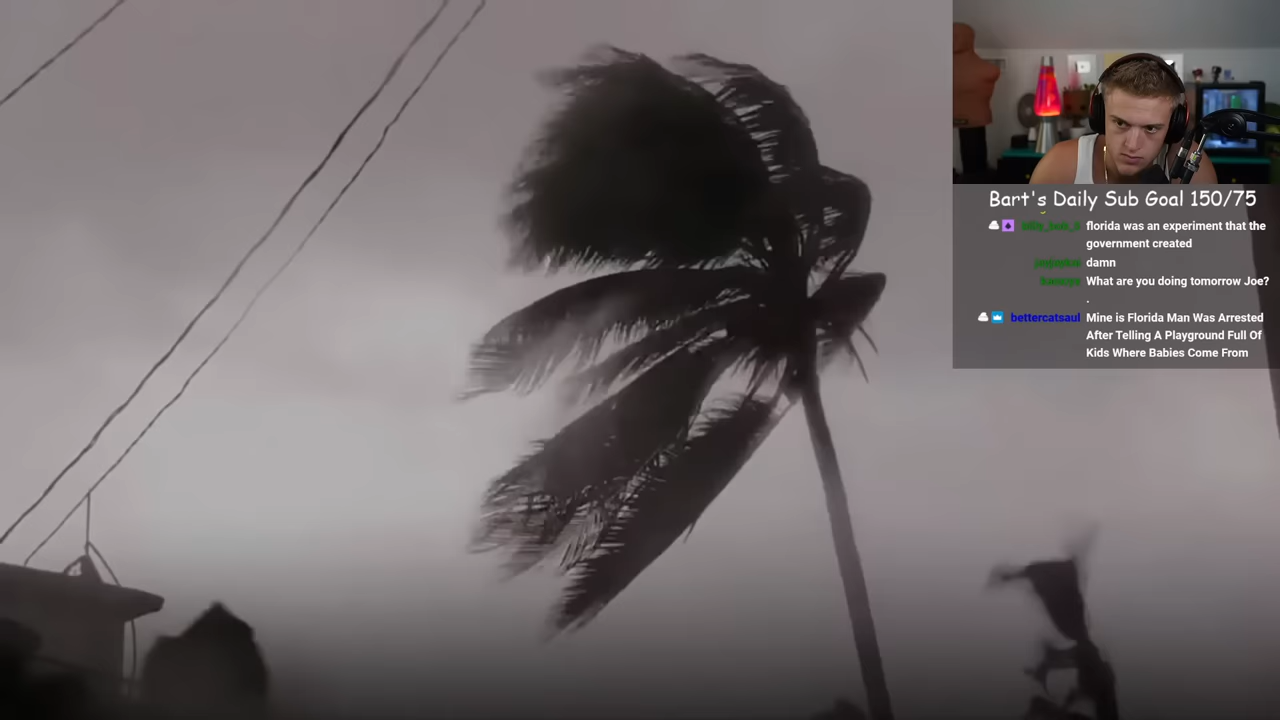 Bart's Daily Sub Goal 150/75
florida was an experiment that the
government created
damn
What are you doing tomorrow Joe?
.
bettercatsaul Mine is Florida Man Was Arrested
After Telling A Playground Full Of
Kids Where Babies Come From